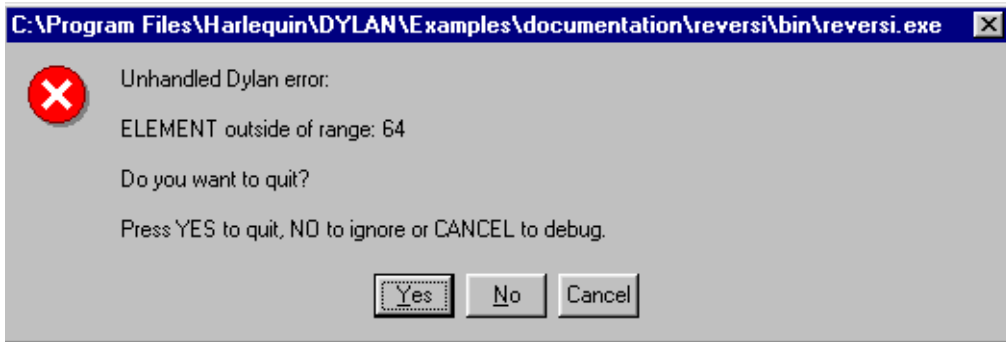 C:\Program Files\Harlequin\DYLAN\Examples\documentation\reversi\bin\reversi.exe
Unhandled Dylan error:
ELEMENT outside of range: 64
Do you want to quit?
Press YES to quit, NO to ignore or CANCEL to debug.
Yes No Cancel